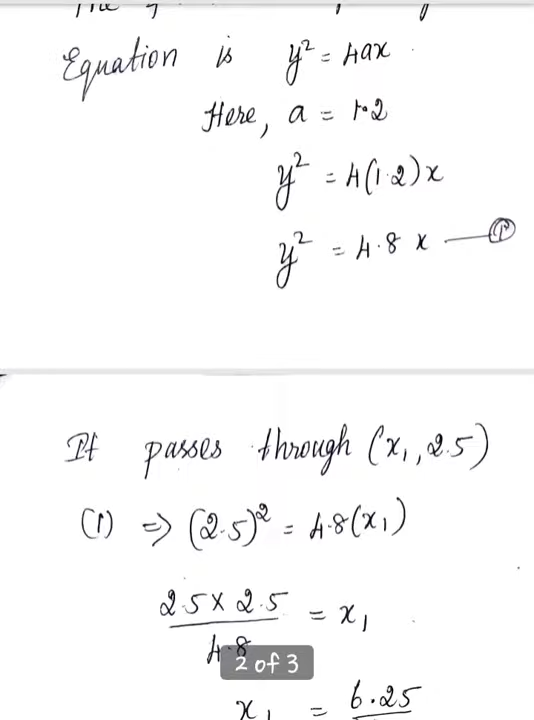 Equation is y² = 4ax
Here, a = 1.2
y² = 4(1.2)x
y² = 4.8 x — ①
It passes through (x₁, 2.5)
(1) ⇒ (2.5)² = 4.8(x₁)
2.5 × 2.5 / 4.8 = x₁
2 of 3
x₁ = 6.25